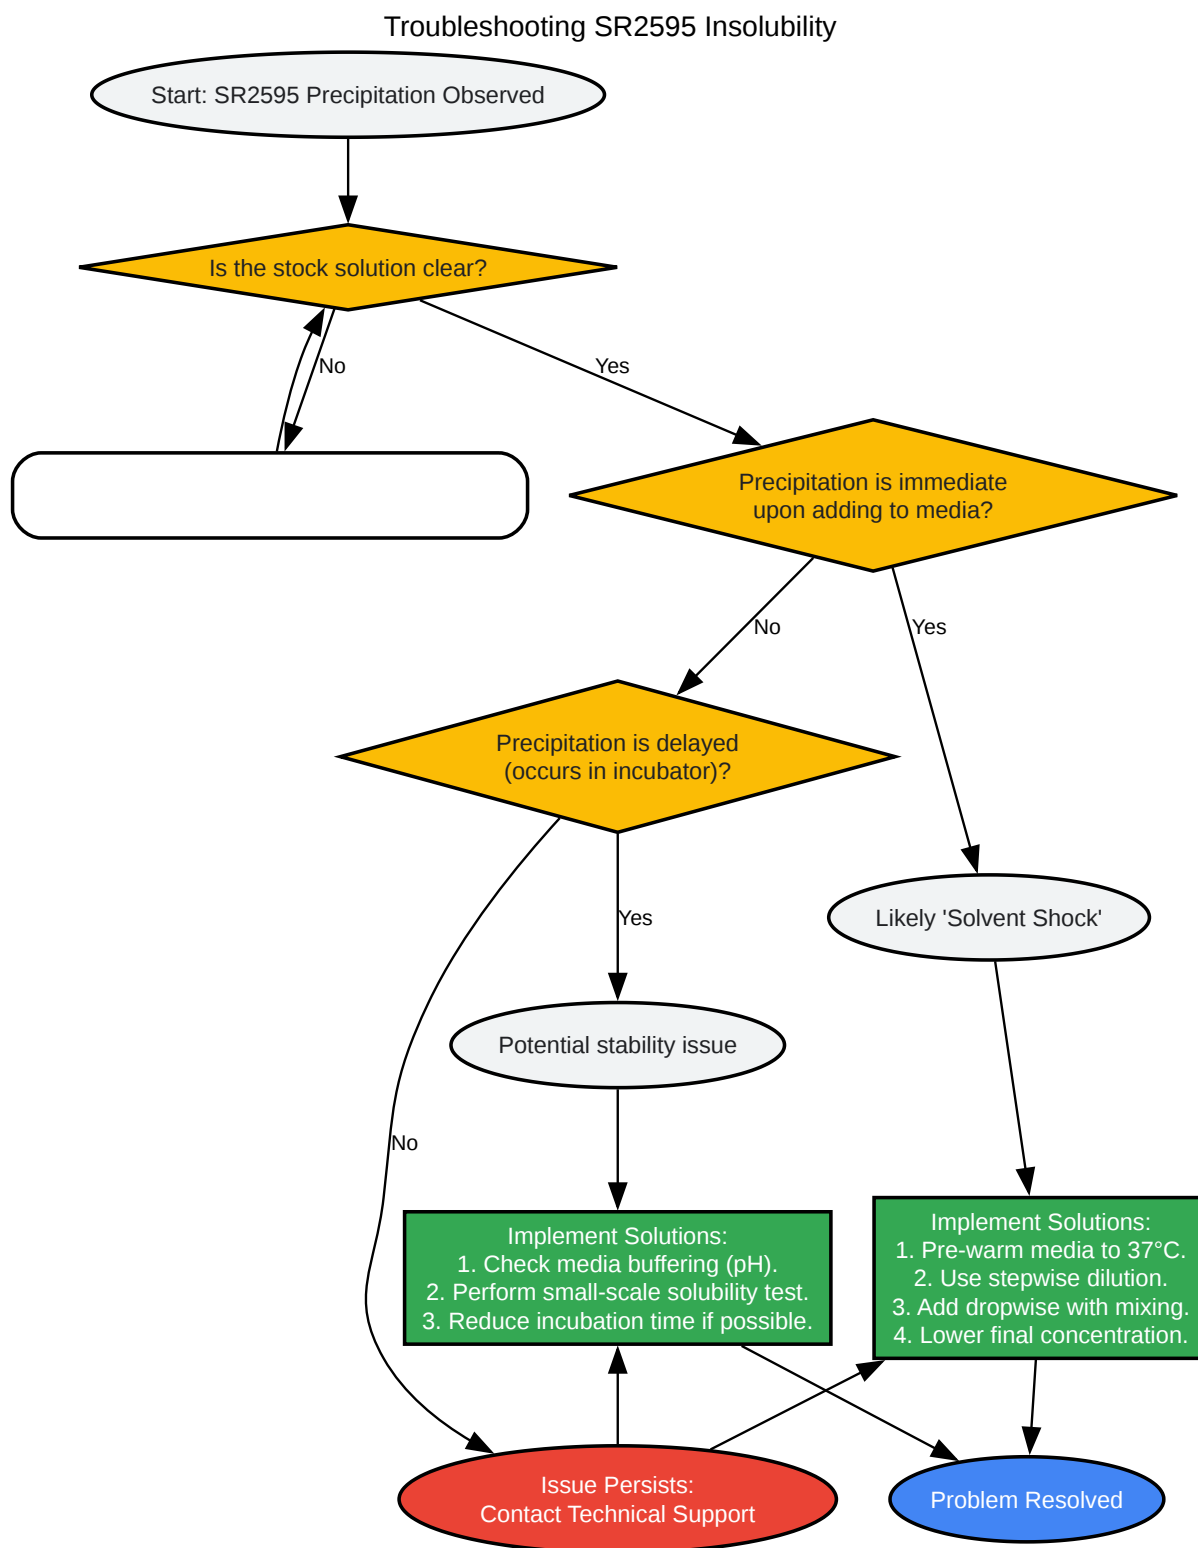 Troubleshooting SR2595 Insolubility
Start: SR2595 Precipitation Observed
Is the stock solution clear?
No
Yes
Precipitation is immediate
upon adding to media?
No
Yes
Precipitation is delayed
(occurs in incubator)?
Yes
Likely 'Solvent Shock'
Potential stability issue
No
Implement Solutions:
1. Check media buffering (pH).
2. Perform small-scale solubility test.
3. Reduce incubation time if possible.
Implement Solutions:
1. Pre-warm media to 37°C.
2. Use stepwise dilution.
3. Add dropwise with mixing.
4. Lower final concentration.
Issue Persists:
Contact Technical Support
Problem Resolved